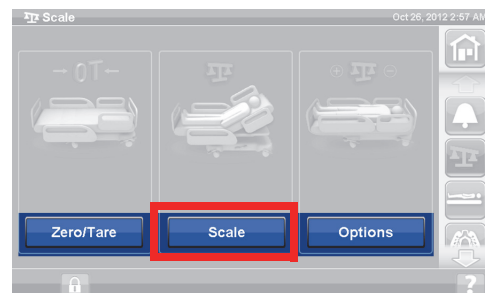 Scale Oct 26, 2012 2:57 AM
→0T←
Zero/Tare Scale Options
?